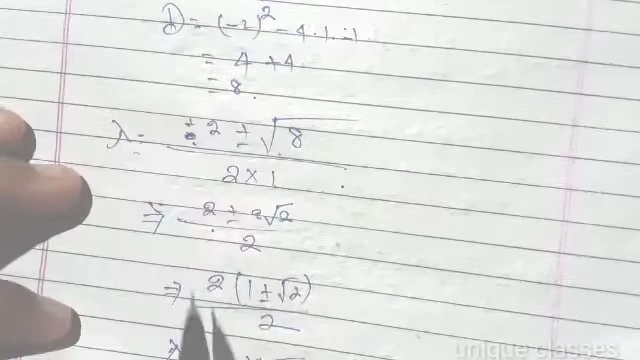 D = (-2)² - 4·1·-1
= 4 + 4
= 8.
λ = ± 2 ± √8 / 2 × 1
⇒ 2 ± 2√2 / 2
⇒ 2 (1 ± √2) / 2
unique classes